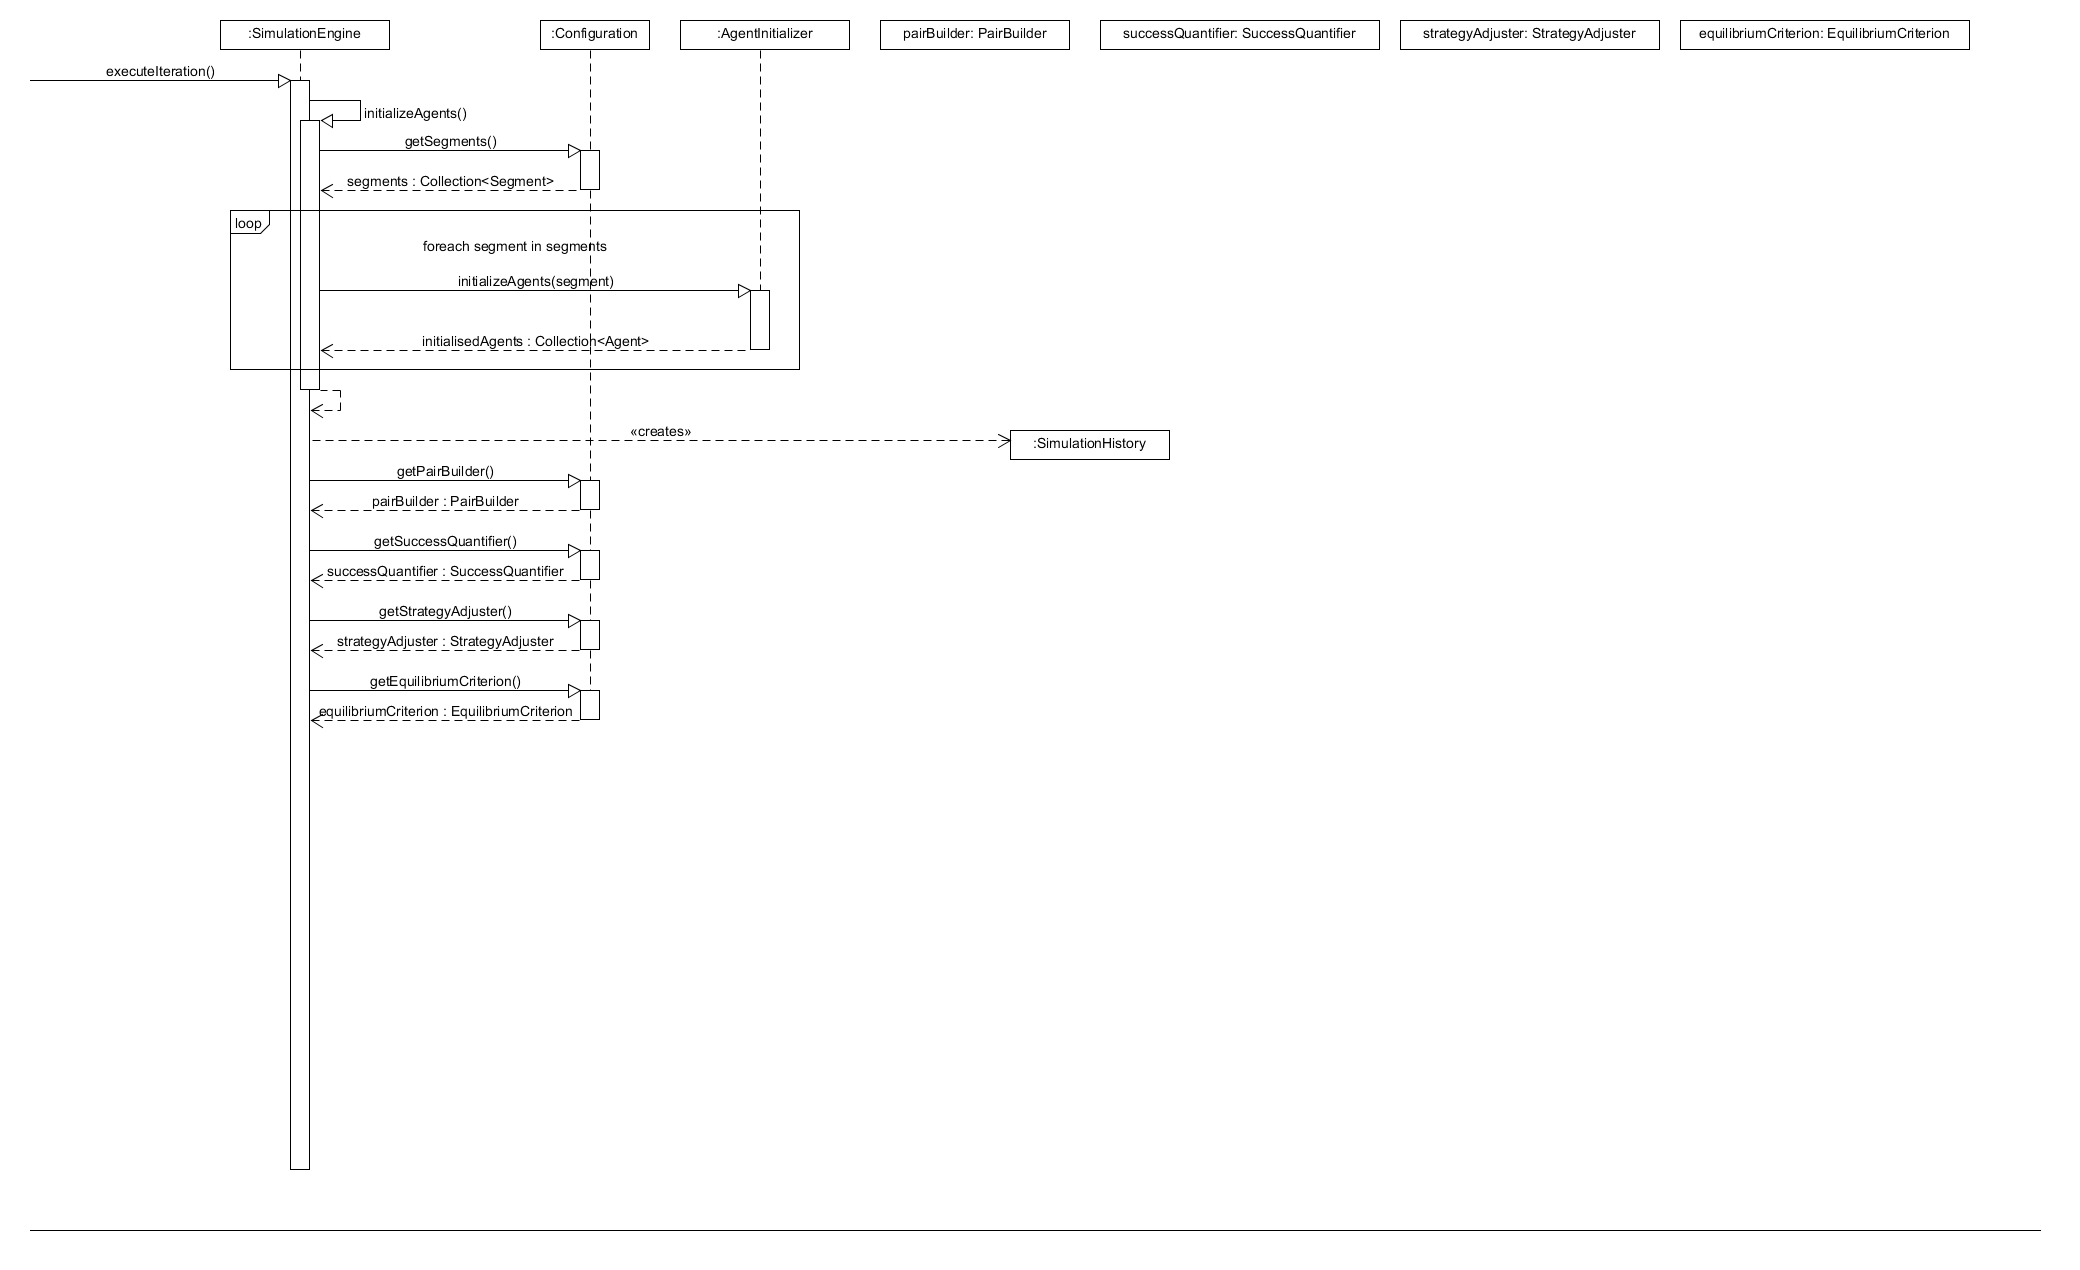 :SimulationEngine
:Configuration
:AgentInitializer
pairBuilder: PairBuilder
successQuantifier: SuccessQuantifier
strategyAdjuster: StrategyAdjuster
equilibriumCriterion: EquilibriumCriterion
executeIteration()
initializeAgents()
getSegments()
segments : Collection<Segment>
loop
foreach segment in segments
initializeAgents(segment)
initialisedAgents : Collection<Agent>
«creates»
:SimulationHistory
getPairBuilder()
pairBuilder : PairBuilder
getSuccessQuantifier()
successQuantifier : SuccessQuantifier
getStrategyAdjuster()
strategyAdjuster : StrategyAdjuster
getEquilibriumCriterion()
equilibriumCriterion : EquilibriumCriterion